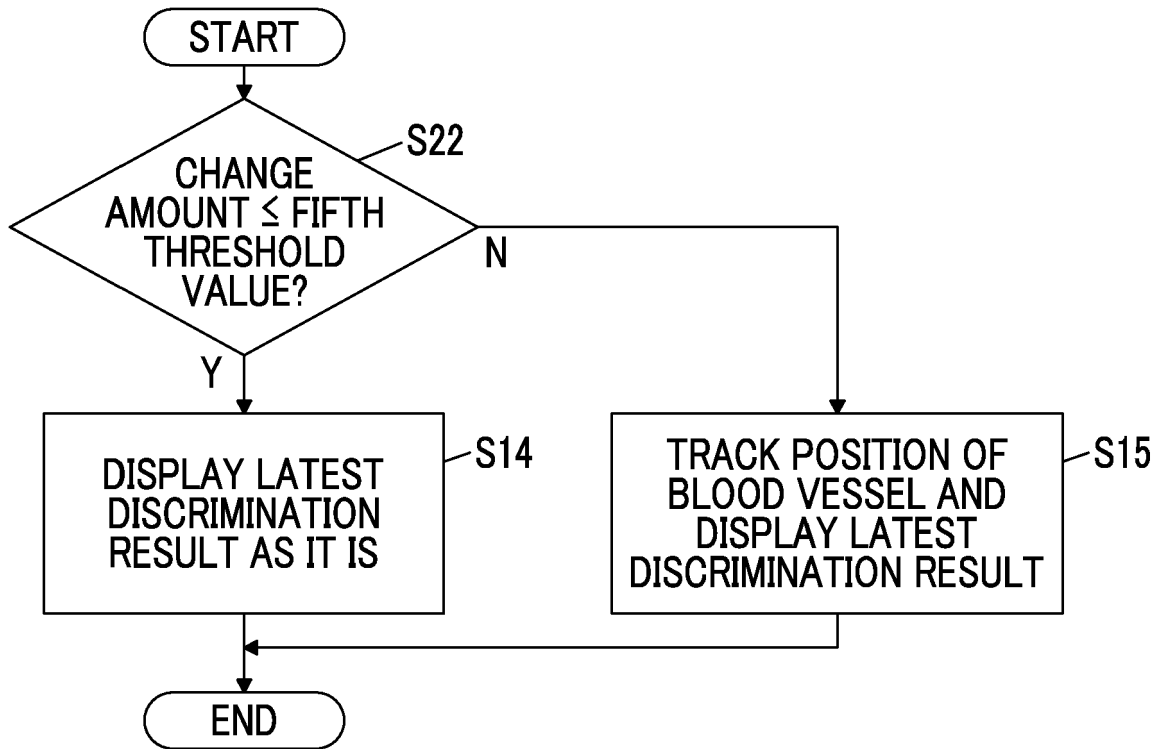 START
S22
CHANGE
AMOUNT ≦ FIFTH
THRESHOLD
VALUE?
N
Y
DISPLAY LATEST
DISCRIMINATION
RESULT AS IT IS
S14
TRACK POSITION OF
BLOOD VESSEL AND
DISPLAY LATEST
DISCRIMINATION RESULT
S15
END